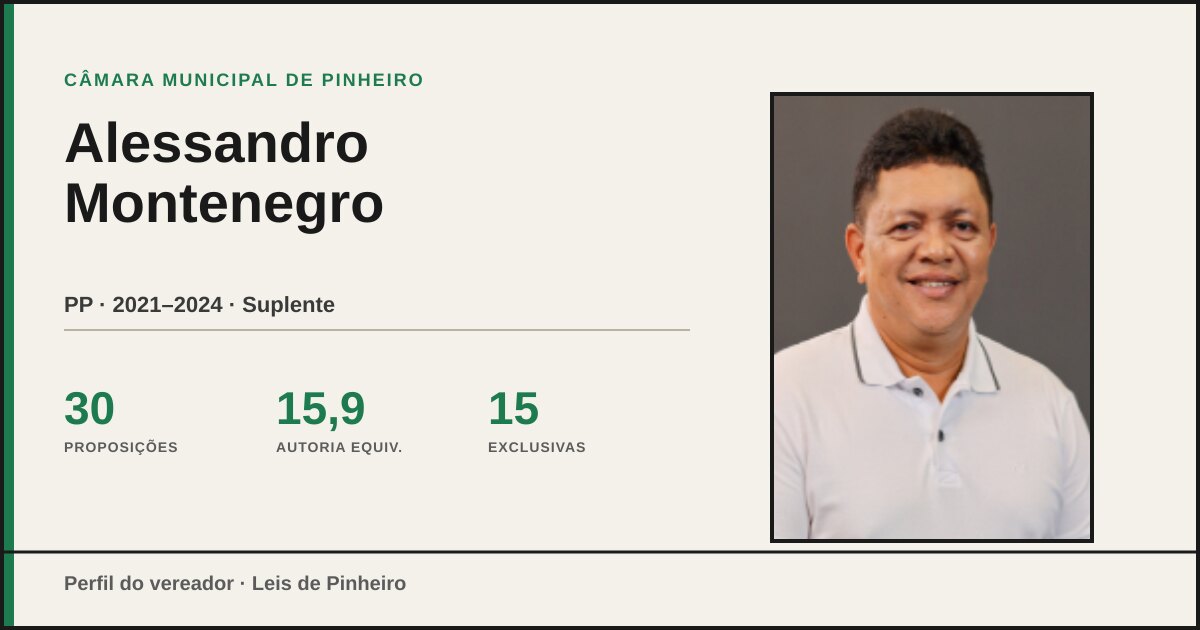 CÂMARA MUNICIPAL DE PINHEIRO
Alessandro
Montenegro
PP · 2021–2024 · Suplente
30
PROPOSIÇÕES
15,9
AUTORIA EQUIV.
15
EXCLUSIVAS
Perfil do vereador · Leis de Pinheiro